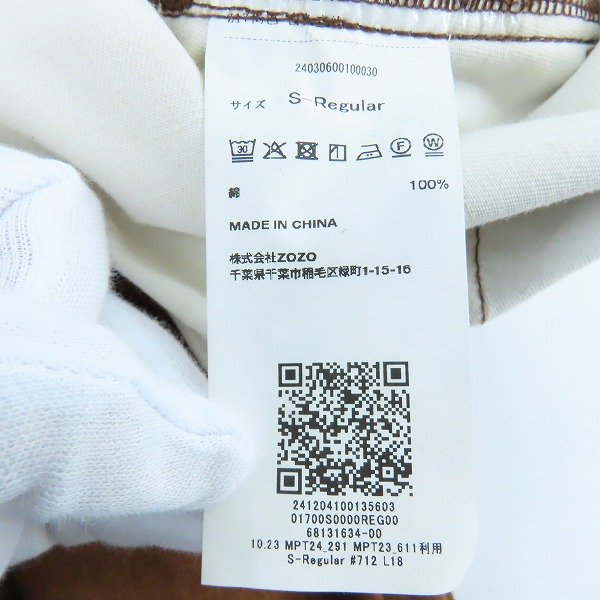 24030600100030
サイズ S-Regular
30 F W
綿 100%
MADE IN CHINA
株式会社ZOZO
千葉県千葉市稲毛区緑町1-15-16
241204100135603
01700S0000REG00
68131634-00
10.23 MPT24_291 MPT23_611利用
S-Regular #712 L18